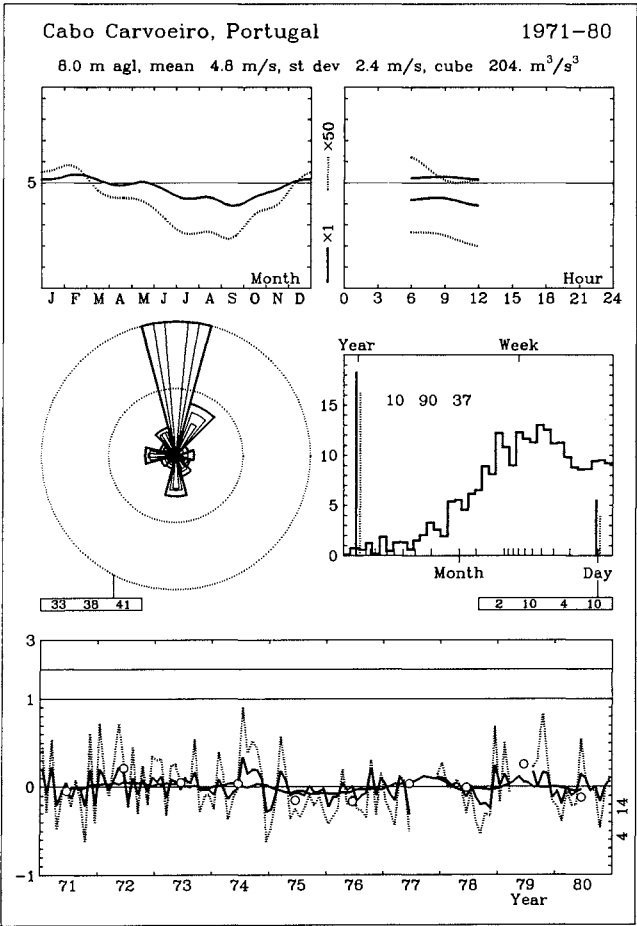 Cabo Carvoeiro, Portugal 1971-80
8.0 m agl, mean 4.8 m/s, st dev 2.4 m/s, cube 204. m³/s³
5
Month
J F M A M J J A S O N D
×1 ×50
Hour
0 3 6 9 12 15 18 21 24
33 38 41
Year Week
10 90 37
15
10
5
0
Month Day
2 10 4 10
3
1
0
-1
71 72 73 74 75 76 77 78 79 80
Year
4 14